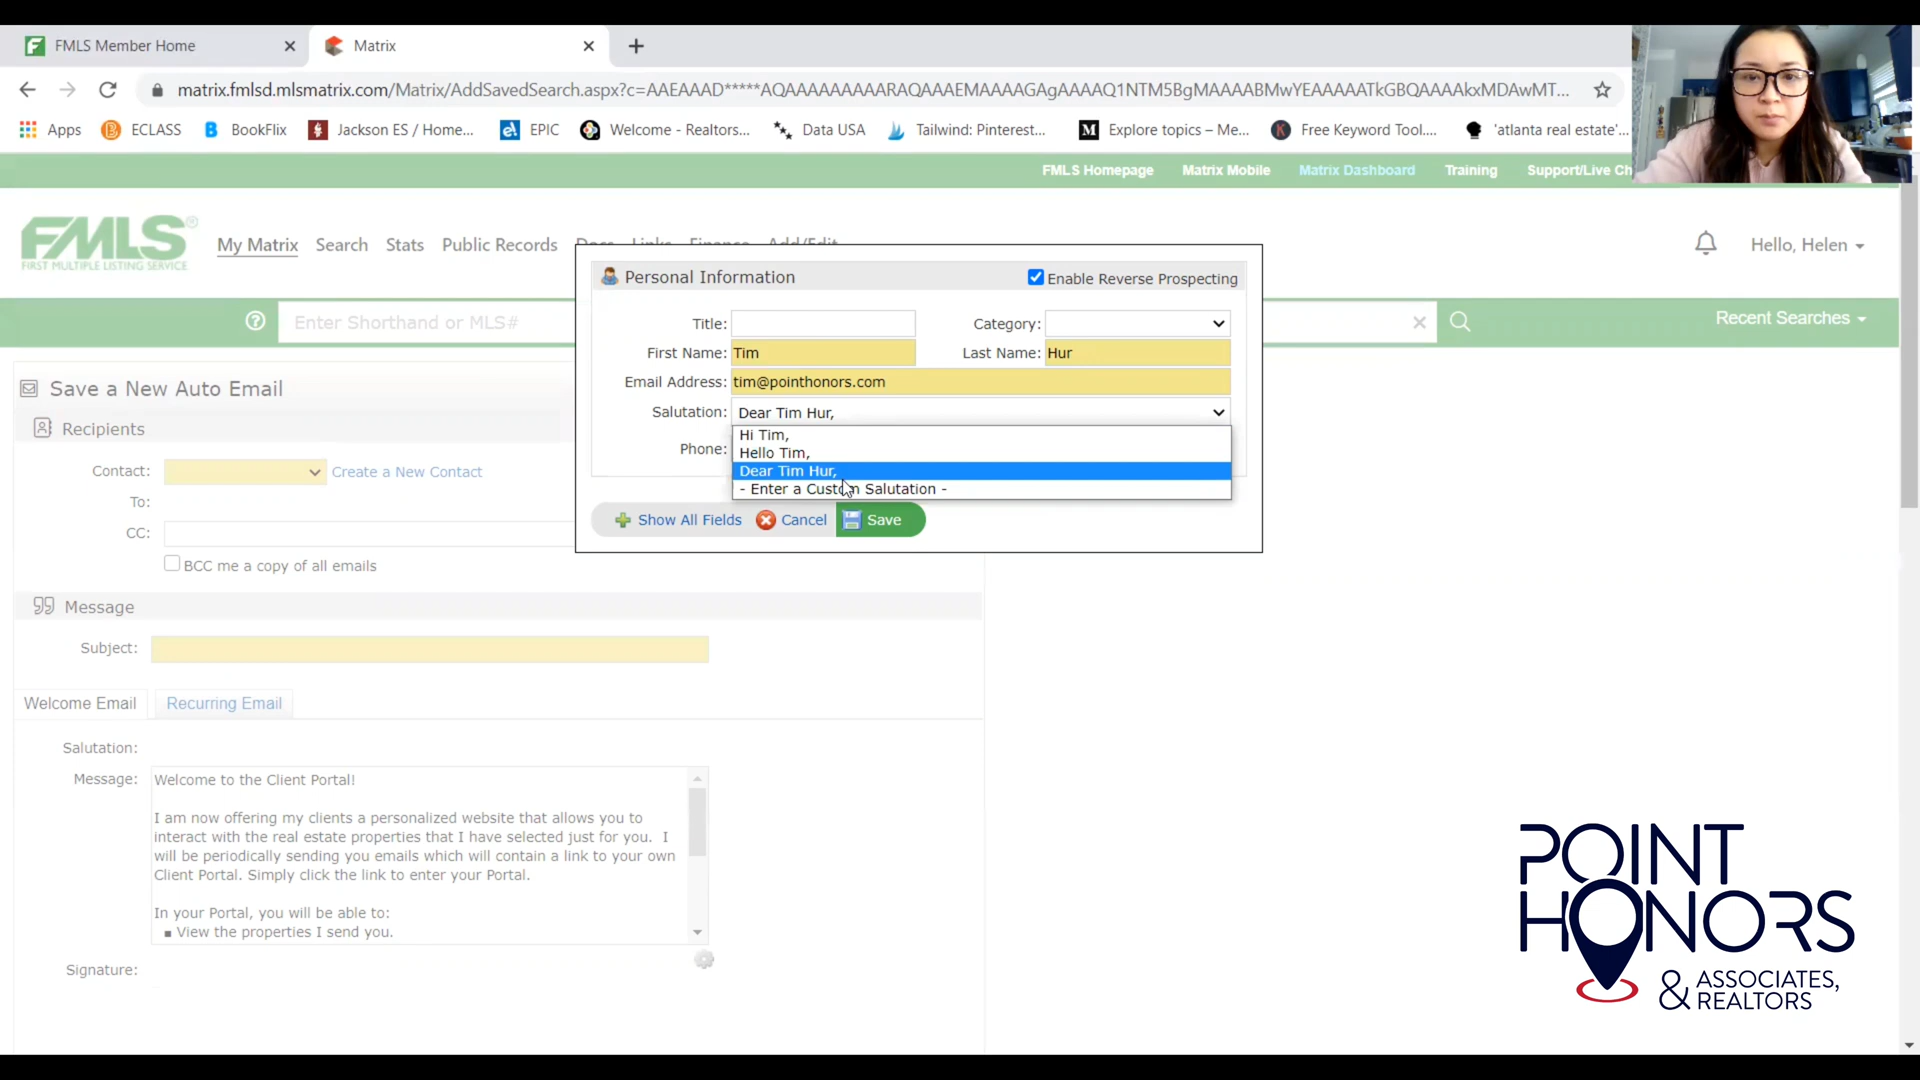 FMLS Member Home
Matrix
matrix.fmlsd.mlsmatrix.com/Matrix/AddSavedSearch.aspx?c=AAEAAAD*****AQAAAAAAAAARAQAAAEMAAAAGAgAAAAQ1NTM5BgMAAAABMwYEAAAAATkGBQAAAAkxMDAwMT...
Apps ECLASS BookFlix Jackson ES / Home... EPIC Welcome - Realtors... Data USA Tailwind: Pinterest... Explore topics – Me... Free Keyword Tool.... 'atlanta real estate'...
FMLS Homepage Matrix Mobile Matrix Dashboard Training Support/Live Ch
FMLS®
FIRST MULTIPLE LISTING SERVICE
My Matrix Search Stats Public Records Docs Links Finance Add/Edit
Hello, Helen
Enter Shorthand or MLS#
Recent Searches
Personal Information
Enable Reverse Prospecting
Title:
Category:
First Name: Tim
Last Name: Hur
Email Address: tim@pointhonors.com
Salutation: Dear Tim Hur,
Hi Tim,
Hello Tim,
Dear Tim Hur,
- Enter a Custom Salutation -
Phone:
Show All Fields Cancel Save
Save a New Auto Email
Recipients
Contact: Create a New Contact
To:
CC:
BCC me a copy of all emails
Message
Subject:
Welcome Email Recurring Email
Salutation:
Message: Welcome to the Client Portal!
I am now offering my clients a personalized website that allows you to
interact with the real estate properties that I have selected just for you. I
will be periodically sending you emails which will contain a link to your own
Client Portal. Simply click the link to enter your Portal.
In your Portal, you will be able to:
▪ View the properties I send you.
Signature:
POINT
HONORS
& ASSOCIATES,
REALTORS